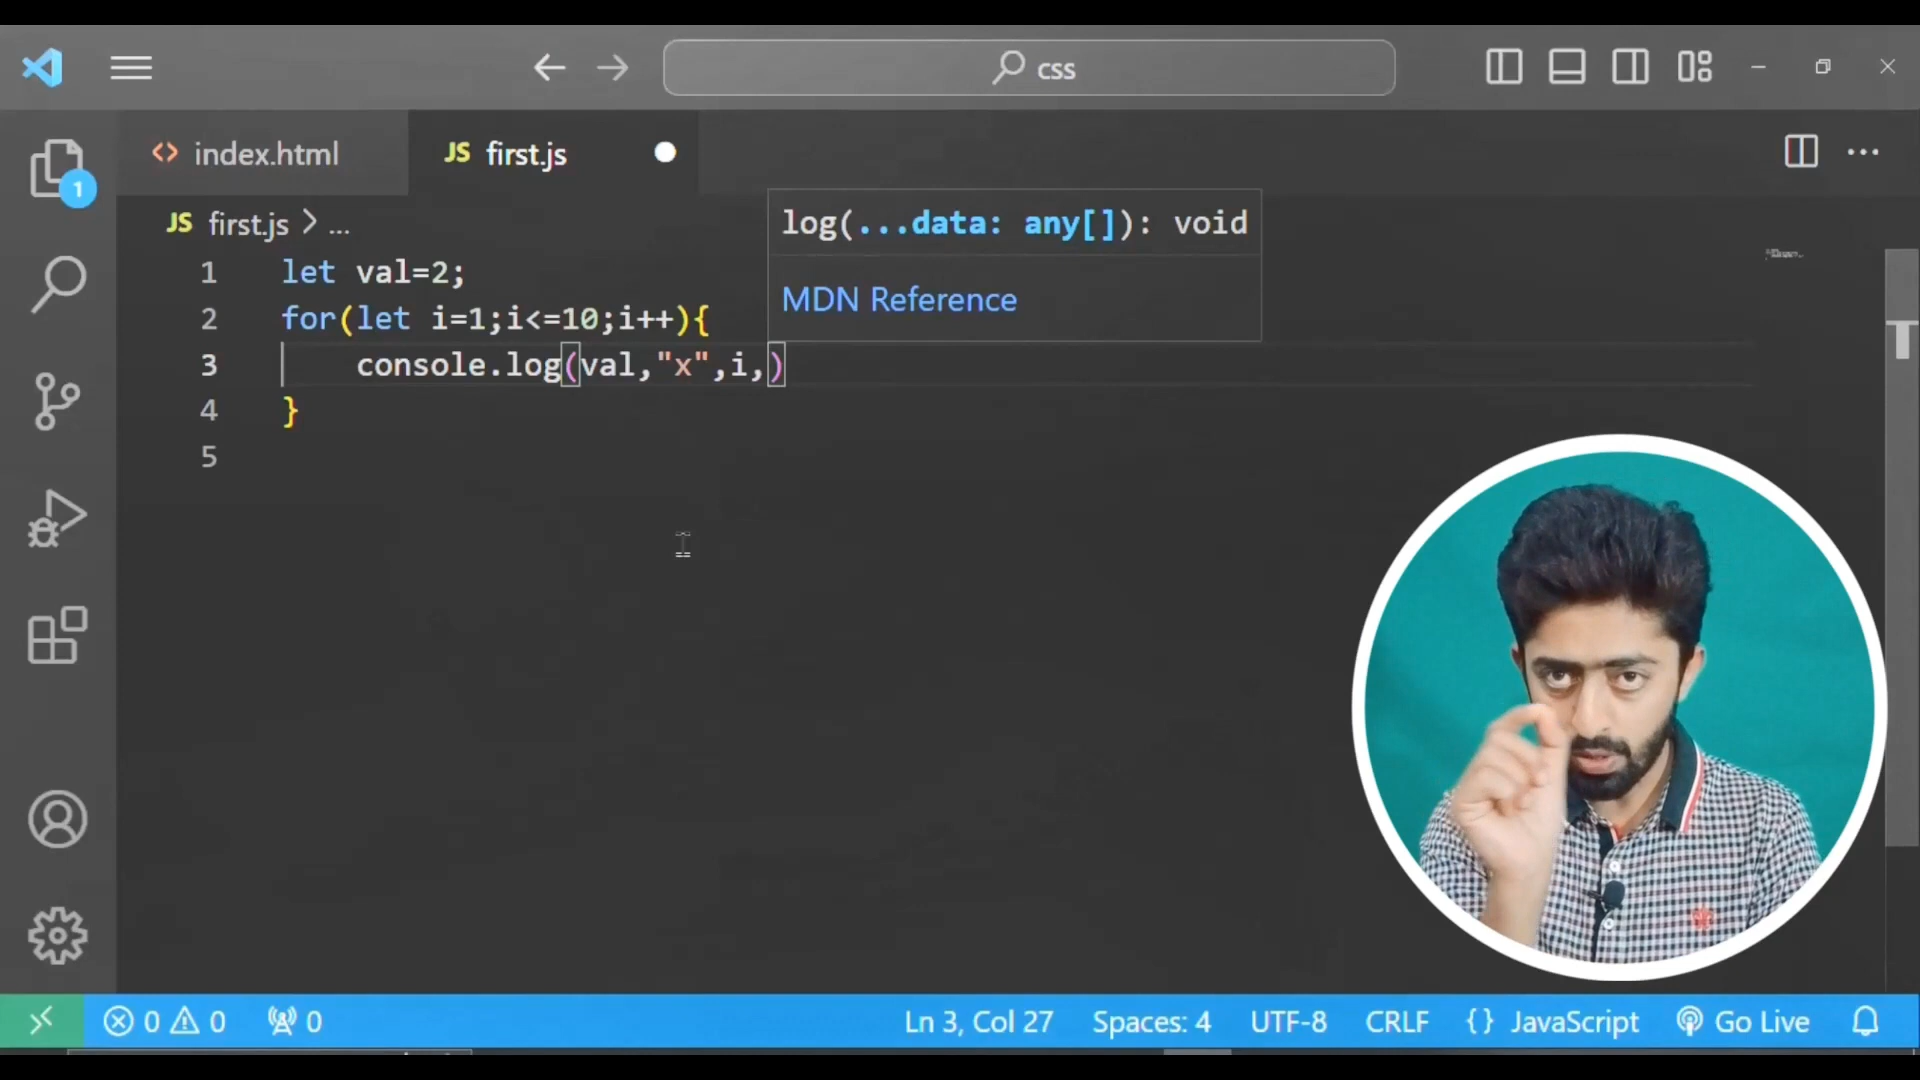 css
index.html
JS first.js
1
JS first.js > ...
log(...data: any[]): void
MDN Reference
1 let val=2;
2 for(let i=1;i<=10;i++){
3 console.log(val,"x",i,)
4 }
5
0 0 0 Ln 3, Col 27 Spaces: 4 UTF-8 CRLF {} JavaScript Go Live